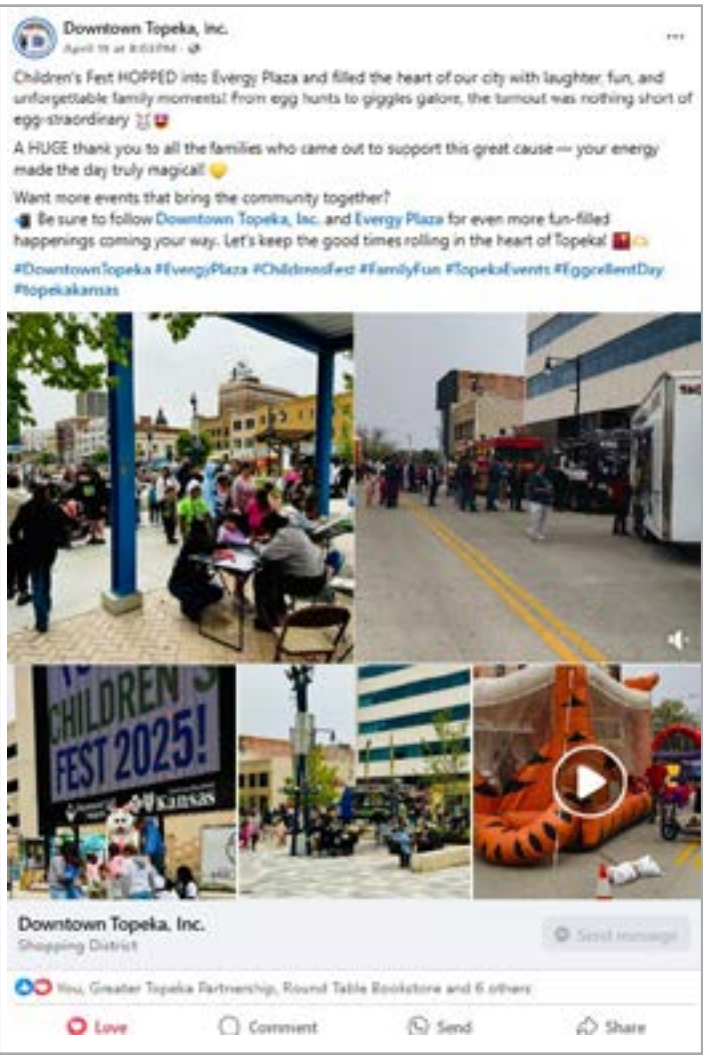 Downtown Topeka, Inc.
April 19 at 8:03 PM ·
Children's Fest HOPPED into Evergy Plaza and filled the heart of our city with laughter, fun, and
unforgettable family moments! From egg hunts to giggles galore, the turnout was nothing short of
egg-straordinary
A HUGE thank you to all the families who came out to support this great cause — your energy
made the day truly magical!
Want more events that bring the community together?
Be sure to follow Downtown Topeka, Inc. and Evergy Plaza for even more fun-filled
happenings coming your way. Let's keep the good times rolling in the heart of Topeka!
#DowntownTopeka #EvergyPlaza #ChildrensFest #FamilyFun #TopekaEvents #EggcellentDay
#topekakansas
CHILDREN'S
FEST 2025!
Kansas
Downtown Topeka, Inc.
Shopping District
Send message
You, Greater Topeka Partnership, Round Table Bookstore and 6 others
Love
Comment
Send
Share